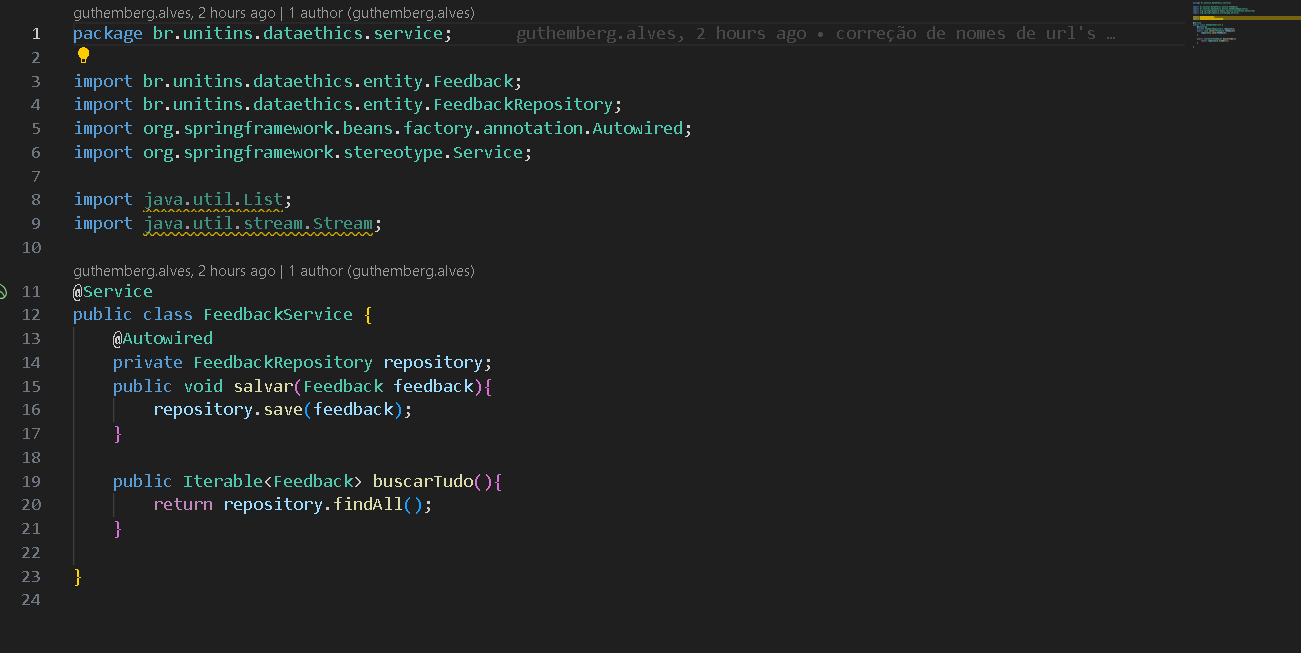 guthemberg.alves, 2 hours ago | 1 author (guthemberg.alves)
1 package br.unitins.dataethics.service; guthemberg.alves, 2 hours ago • correção de nomes de url's …
2
3 import br.unitins.dataethics.entity.Feedback;
4 import br.unitins.dataethics.entity.FeedbackRepository;
5 import org.springframework.beans.factory.annotation.Autowired;
6 import org.springframework.stereotype.Service;
7
8 import java.util.List;
9 import java.util.stream.Stream;
10
guthemberg.alves, 2 hours ago | 1 author (guthemberg.alves)
11 @Service
12 public class FeedbackService {
13     @Autowired
14     private FeedbackRepository repository;
15     public void salvar(Feedback feedback){
16         repository.save(feedback);
17     }
18
19     public Iterable<Feedback> buscarTudo(){
20         return repository.findAll();
21     }
22
23 }
24